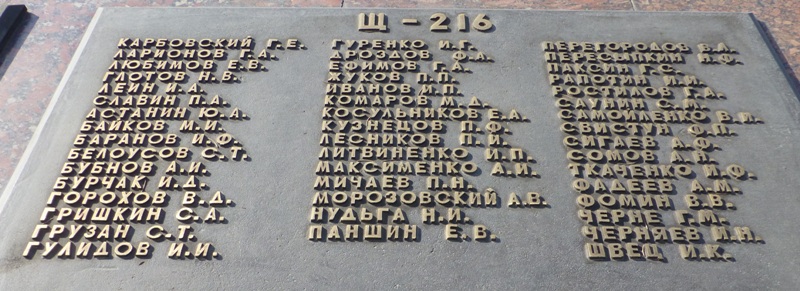 Щ - 216
КАРБОВСКИЙ Г.Е.
ЛАРИОНОВ Г.А.
ЛЮБИМОВ Е.В.
ГЛОТОВ Н.В.
ЛЕИН И.А.
СЛАВИН П.А.
АСТАНИН Ю.А.
БАЙКОВ М.И.
БАРАНОВ И.Ф.
БЕЛОУСОВ С.Т.
БУБНОВ А.И.
БУРЧАК И.Д.
ГОРОХОВ В.Д.
ГРИШКИН С.А.
ГРУЗАН С.Т.
ГУЛИДОВ И.И.
ГУРЕНКО И.Г.
ДРОЗДОВ Ф.А.
ЕФИМОВ Г.А.
ЖУКОВ П.П.
ИВАНОВ И.П.
КОМАРОВ М.Д.
КОСУЛЬНИКОВ Е.А.
КУЗНЕЦОВ П.Ф.
ЛЕСНИКОВ П.И.
ЛИТВИНЕНКО И.П.
МАКСИМЕНКО А.И.
МИЧАЕВ П.Н.
МОРОЗОВСКИЙ А.В.
НУДЬГА Н.И.
ПАНШИН Е.В.
ПЕРЕГОРОДОВ В.А.
ПЕРЕСЫПКИН П.Ф.
ПАКСИН Г.С.
РАПОТИН И.И.
РОСТИЛОВ Г.А.
САУНИН С.М.
САМОЙЛЕНКО В.И.
СВИСТУН Ф.П.
СИГАЕВ А.Ф.
СОМОВ А.Н.
ТКАЧЕНКО И.Ф.
ФАДЕЕВ А.М.
ФОМИН В.В.
ЧЕРНЕ Г.М.
ЧЕРНЯЕВ И.Н.
ШВЕЦ И.К.